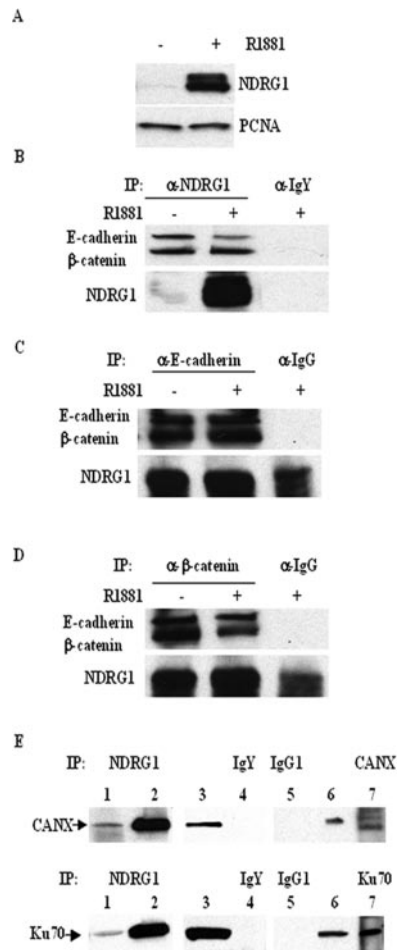 A
- + R1881
NDRG1
PCNA
B
IP: α-NDRG1 α-IgY
R1881 - + +
E-cadherin
β-catenin
NDRG1
C
IP: α-E-cadherin α-IgG
R1881 - + +
E-cadherin
β-catenin
NDRG1
D
IP: α-β-catenin α-IgG
R1881 - + +
E-cadherin
β-catenin
NDRG1
E
IP: NDRG1 IgY IgG1 CANX
1 2 3 4 5 6 7
CANX
IP: NDRG1 IgY IgG1 Ku70
1 2 3 4 5 6 7
Ku70